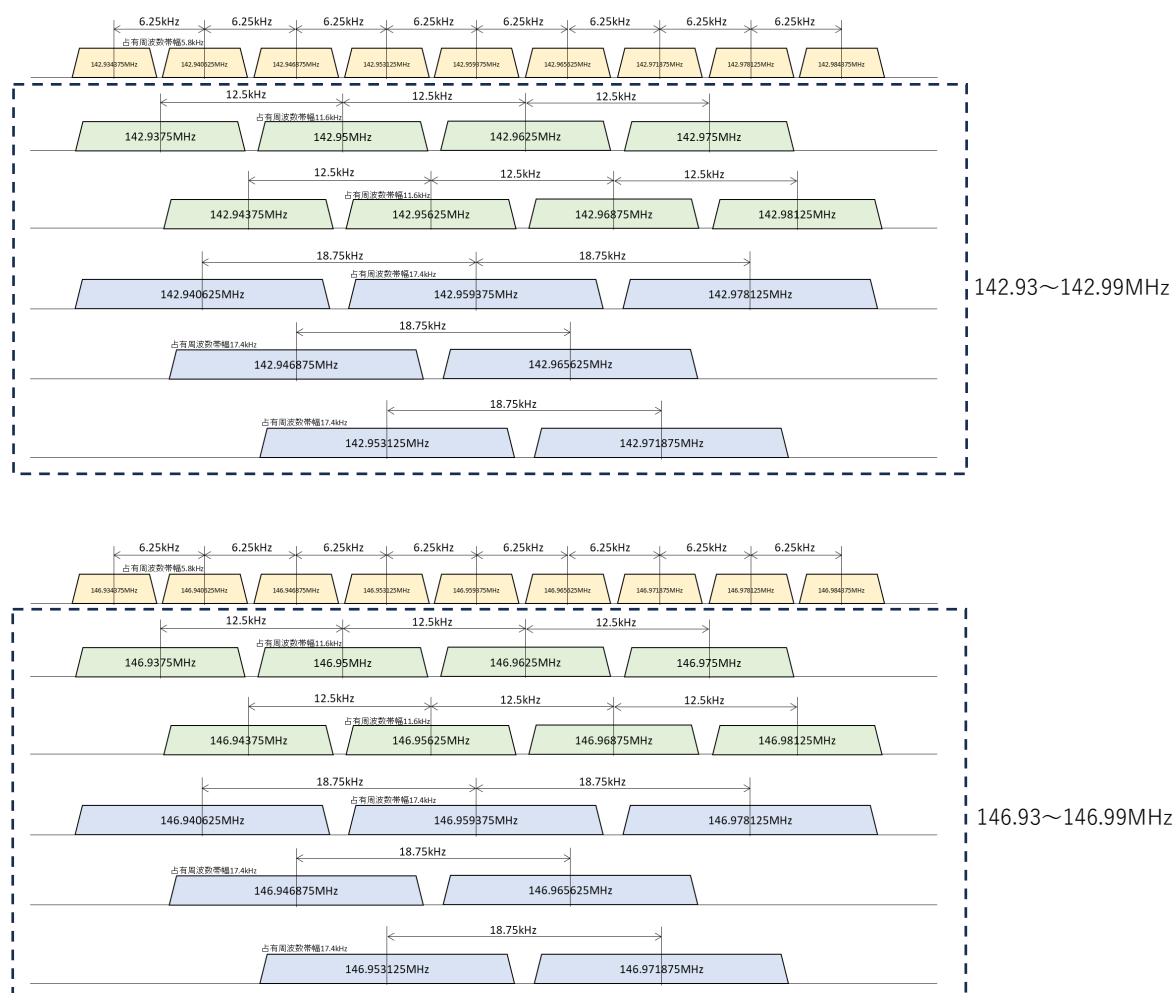 6.25kHz 6.25kHz 6.25kHz 6.25kHz 6.25kHz 6.25kHz 6.25kHz 6.25kHz
占有周波数帯幅5.8kHz
142.934375MHz 142.940625MHz 142.946875MHz 142.953125MHz 142.959375MHz 142.965625MHz 142.971875MHz 142.978125MHz 142.984375MHz
12.5kHz 12.5kHz 12.5kHz
占有周波数帯幅11.6kHz
142.9375MHz 142.95MHz 142.9625MHz 142.975MHz
12.5kHz 12.5kHz 12.5kHz
占有周波数帯幅11.6kHz
142.94375MHz 142.95625MHz 142.96875MHz 142.98125MHz
18.75kHz 18.75kHz
占有周波数帯幅17.4kHz
142.940625MHz 142.959375MHz 142.978125MHz
142.93～142.99MHz
18.75kHz
占有周波数帯幅17.4kHz
142.946875MHz 142.965625MHz
18.75kHz
占有周波数帯幅17.4kHz
142.953125MHz 142.971875MHz
6.25kHz 6.25kHz 6.25kHz 6.25kHz 6.25kHz 6.25kHz 6.25kHz 6.25kHz
占有周波数帯幅5.8kHz
146.934375MHz 146.940625MHz 146.946875MHz 146.953125MHz 146.959375MHz 146.965625MHz 146.971875MHz 146.978125MHz 146.984375MHz
12.5kHz 12.5kHz 12.5kHz
占有周波数帯幅11.6kHz
146.9375MHz 146.95MHz 146.9625MHz 146.975MHz
12.5kHz 12.5kHz 12.5kHz
占有周波数帯幅11.6kHz
146.94375MHz 146.95625MHz 146.96875MHz 146.98125MHz
18.75kHz 18.75kHz
占有周波数帯幅17.4kHz
146.940625MHz 146.959375MHz 146.978125MHz
146.93～146.99MHz
18.75kHz
占有周波数帯幅17.4kHz
146.946875MHz 146.965625MHz
18.75kHz
占有周波数帯幅17.4kHz
146.953125MHz 146.971875MHz